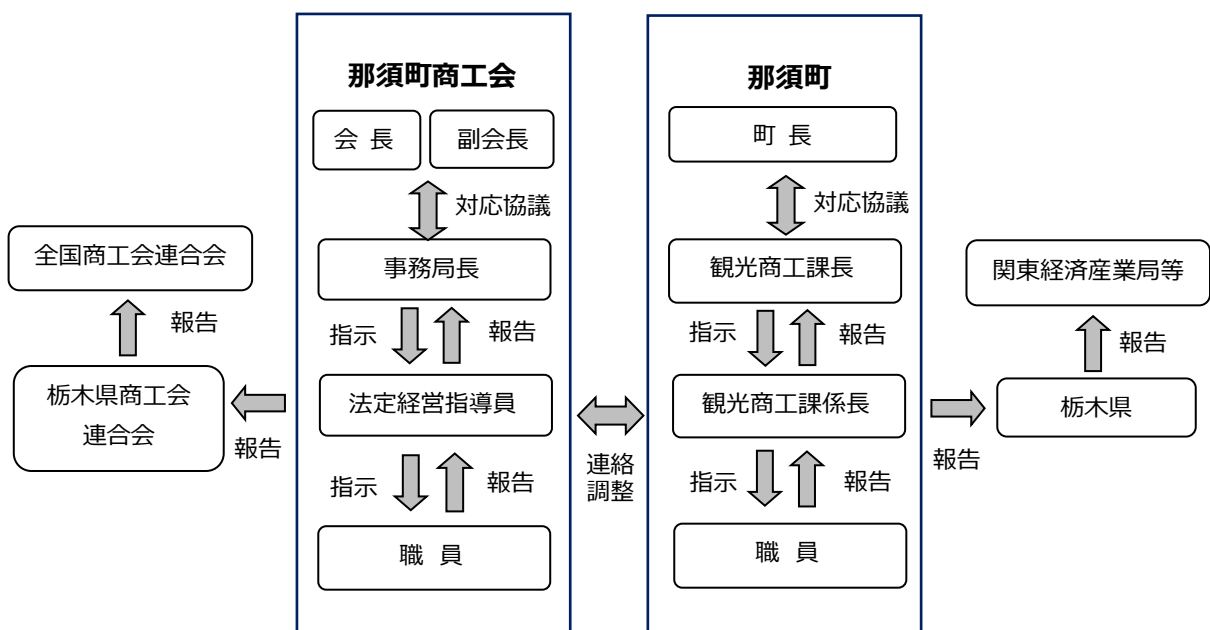 那須町商工会
会 長
副会長
対応協議
事務局長
指示
報告
法定経営指導員
指示
報告
職 員
全国商工会連合会
報告
栃木県商工会
連合会
報告
連絡
調整
那須町
町 長
対応協議
観光商工課長
指示
報告
観光商工課係長
指示
報告
職 員
関東経済産業局等
報告
栃木県
報告